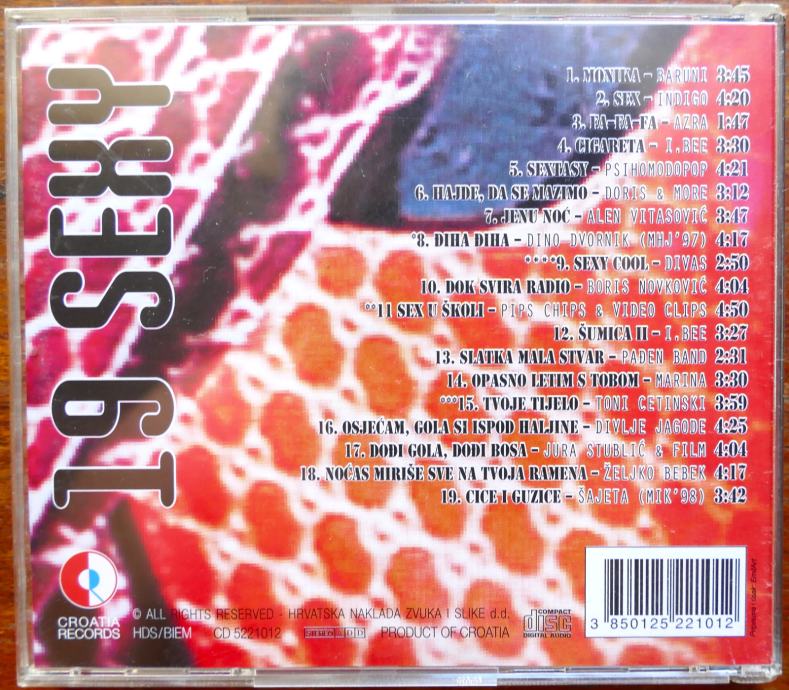 19 SEXY
1. MONIKA - BARUNI 3:45
2. SEX - INDIGO 4:20
3. FA-FA-FA - AZRA 1:47
4. CIGARETA - I.BEE 3:30
5. SEXTASY - PSIHOMODOPOP 4:21
6. HAJDE, DA SE MAZIMO - DORIS & MORE 3:12
7. JENU NOĆ - ALEN VITASOVIĆ 3:47
*8. DIHA DIHA - DINO DVORNIK (MHJ'97) 4:17
****9. SEXY COOL - DIVAS 2:50
10. DOK SVIRA RADIO - BORIS NOVKOVIĆ 4:04
**11 SEX U ŠKOLI - PIPS CHIPS & VIDEO CLIPS 4:50
12. ŠUMICA II - I.BEE 3:27
13. SLATKA MALA STVAR - PAĐEN BAND 2:31
14. OPASNO LETIM S TOBOM - MARINA 3:30
***15. TVOJE TIJELO - TONI CETINSKI 3:59
16. OSJEĆAM, GOLA SI ISPOD HALJINE - DIVLJE JAGODE 4:25
17. DOĐI GOLA, DOĐI BOSA - JURA STUBLIĆ & FILM 4:04
18. NOĆAS MIRIŠE SVE NA TVOJA RAMENA - ŽELJKO BEBEK 4:17
19. CICE I GUZICE - ŠAJETA (MIK'98) 3:42
CROATIA
RECORDS
© ALL RIGHTS RESERVED - HRVATSKA NAKLADA ZVUKA I SLIKE d.d.
HDS/BIEM CD 5221012 PRODUCT OF CROATIA
COMPACT
disc
DIGITAL AUDIO
3 850125 221012